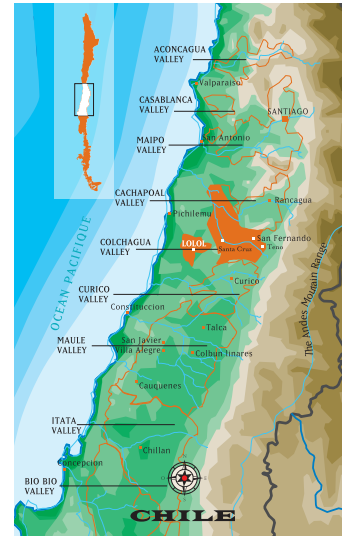 ACONCAGUA
VALLEY
Valparaiso
CASABLANCA
VALLEY
SANTIAGO
MAIPO
VALLEY
San Antonio
CACHAPOAL
VALLEY
Rancagua
Pichilemu
COLCHAGUA
VALLEY
LOLOL
Santa Cruz
San Fernando
Teno
OCEAN PACIFIQUE
The Andes Moutain Range
Curico
CURICO
VALLEY
Constituccion
Talca
MAULE
VALLEY
San Javier
Villa Alegre
Colbun linares
Cauquenes
ITATA
VALLEY
Chillan
Concepcion
BIO BIO
VALLEY
CHILE